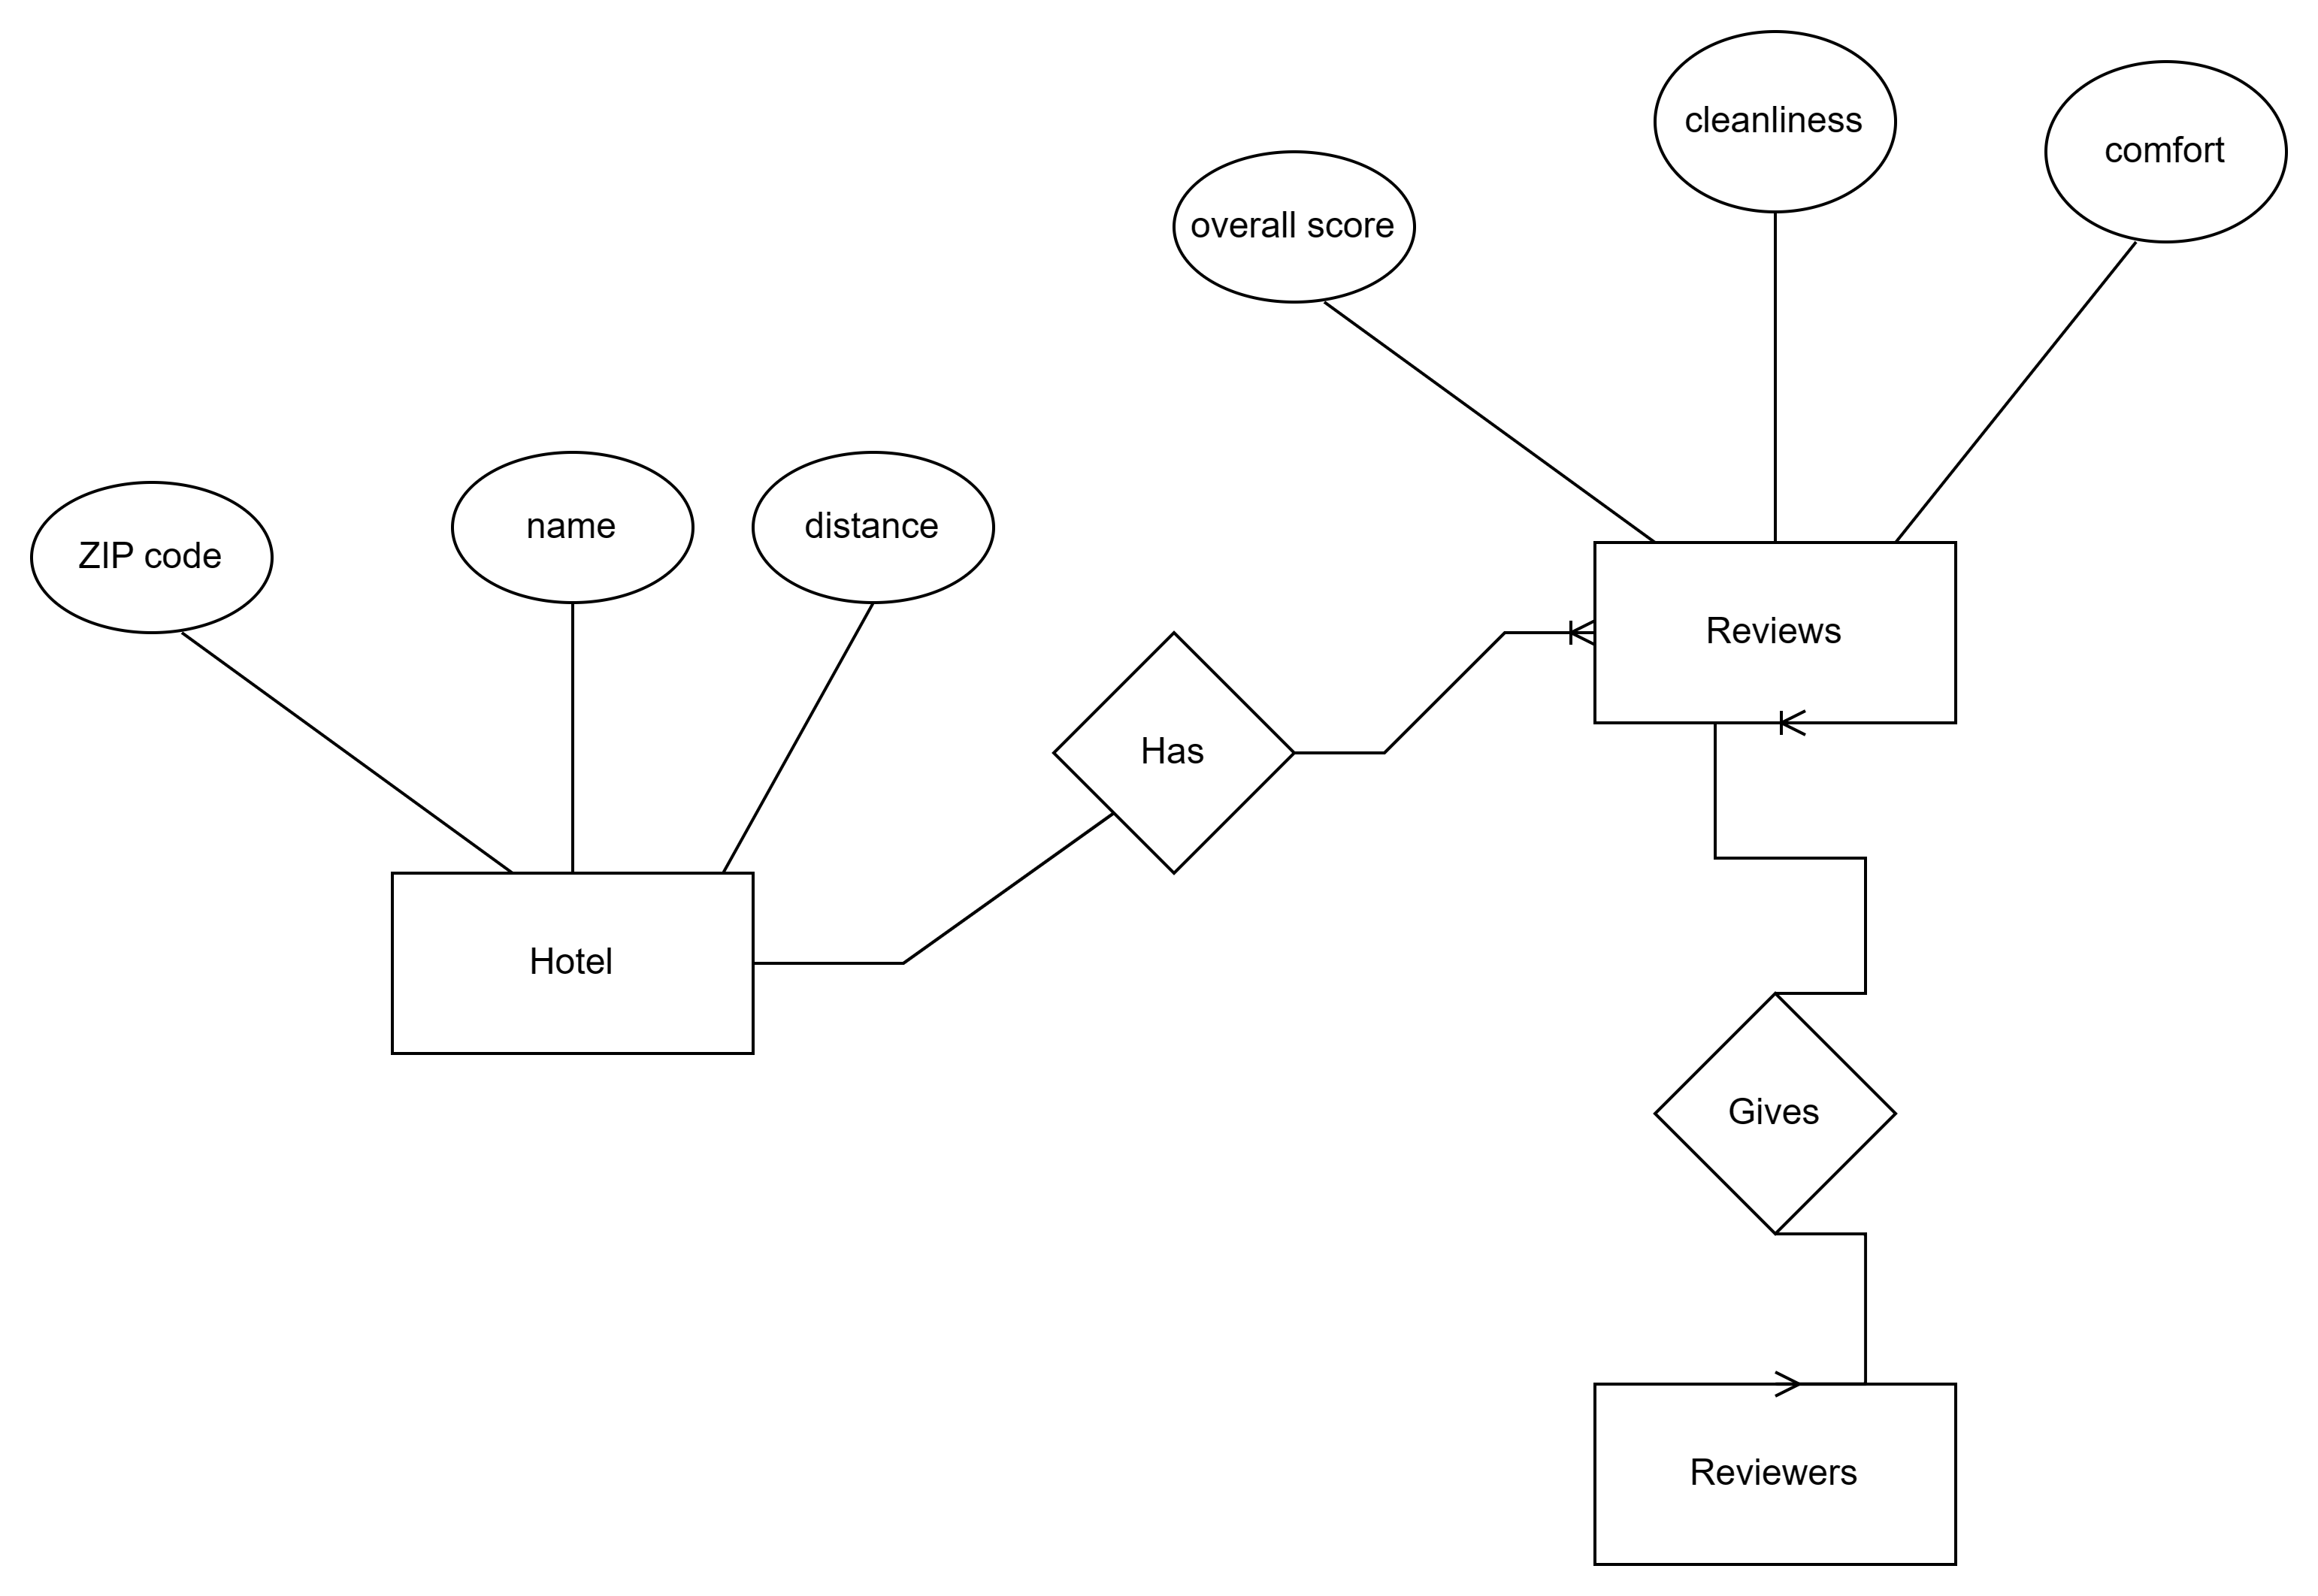 cleanliness
comfort
overall score
name
distance
ZIP code
Reviews
Has
Hotel
Gives
Reviewers